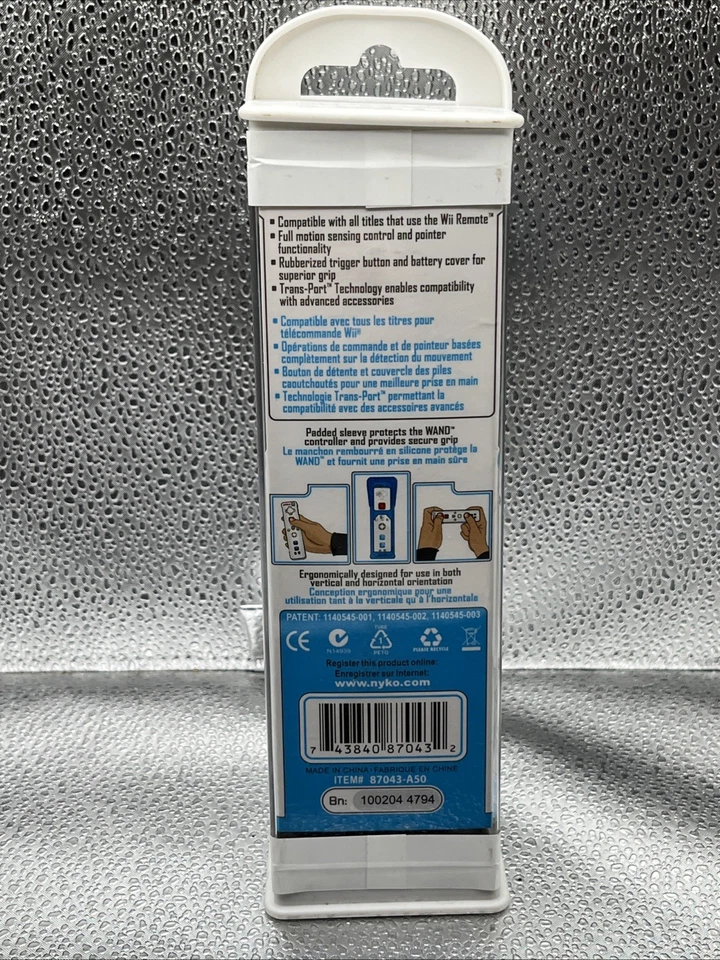 ▪ Compatible with all titles that use the Wii Remote™
▪ Full motion sensing control and pointer
functionality
▪ Rubberized trigger button and battery cover for
superior grip
▪ Trans-Port™ Technology enables compatibility
with advanced accessories
▪ Compatible avec tous les titres pour
télécommande Wii®
▪ Opérations de commande et de pointeur basées
complètement sur la détection du mouvement
▪ Bouton de détente et couvercle des piles
caoutchoutés pour une meilleure prise en main
▪ Technologie Trans-Port™ permettant la
compatibilité avec des accessoires avancés
Padded sleeve protects the WAND™
controller and provides secure grip
Le manchon rembourré en silicone protège la
WAND™ et fournit une prise en main sûre
Ergonomically designed for use in both
vertical and horizontal orientation
Conception ergonomique pour une
utilisation tant à la verticale qu'à l'horizontale
PATENT: 1140545-001, 1140545-002, 1140545-003
CE
1
PETG
PLEASE RECYCLE
Register this product online:
Enregistrer sur Internet:
www.nyko.com
7 43840 87043 2
MADE IN CHINA · FABRIQUE EN CHINE
ITEM# 87043-A50
Bn: 100204 4794